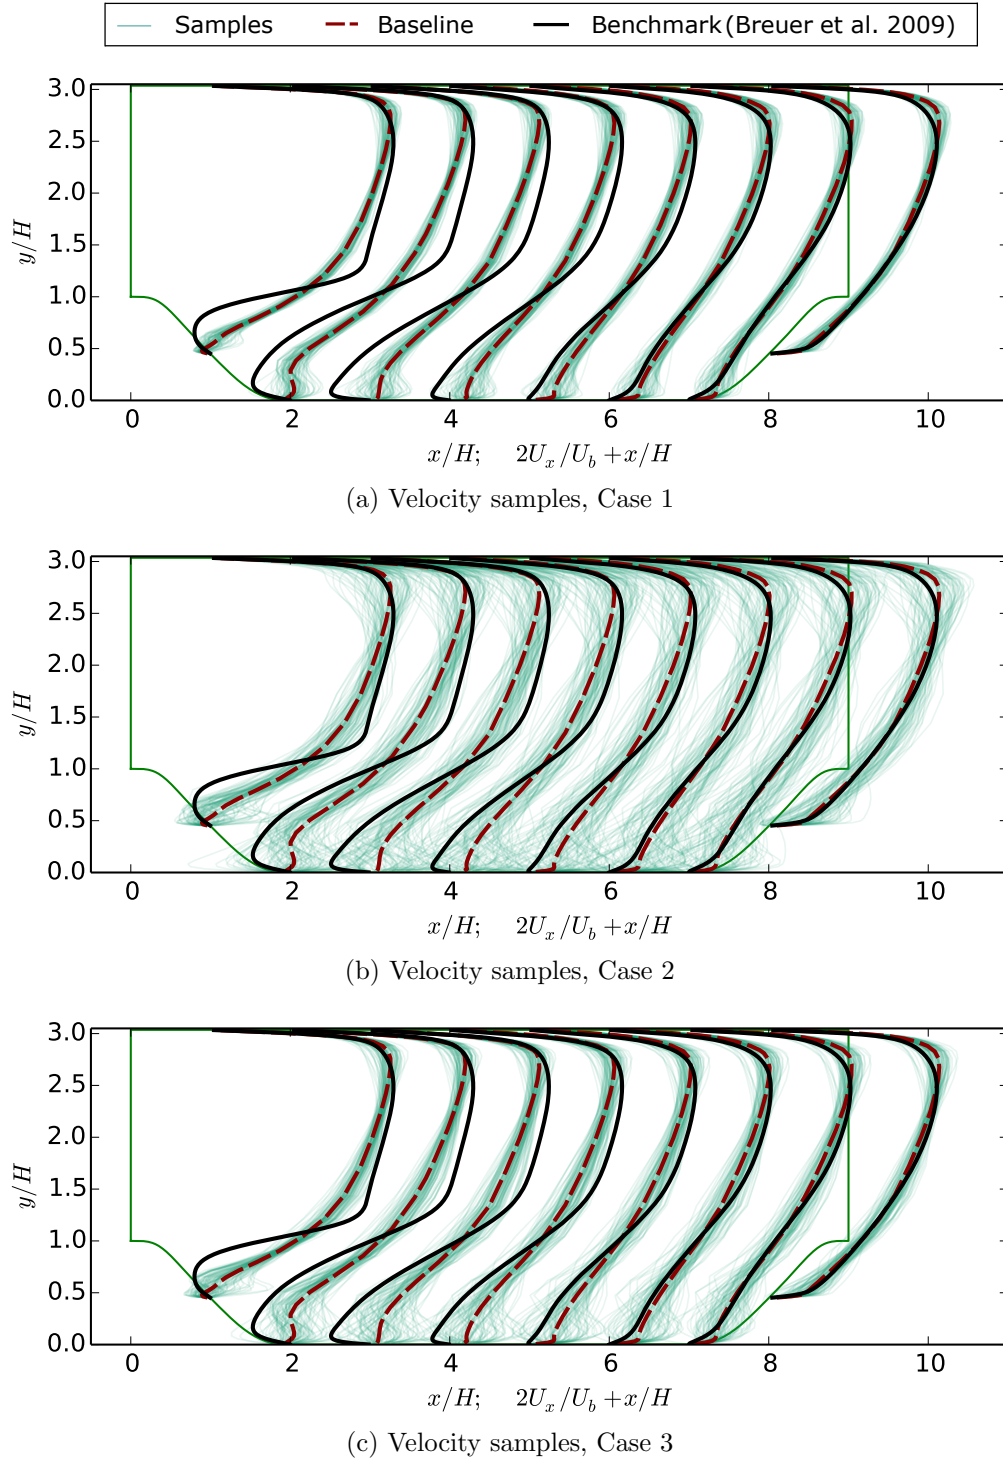 Samples Baseline Benchmark(Breuer et al. 2009)
3.0
2.5
2.0
1.5
1.0
0.5
0.0
y/H
0 2 4 6 8 10
x/H; 2U_x/U_b+x/H
(a) Velocity samples, Case 1
3.0
2.5
2.0
1.5
1.0
0.5
0.0
y/H
0 2 4 6 8 10
x/H; 2U_x/U_b+x/H
(b) Velocity samples, Case 2
3.0
2.5
2.0
1.5
1.0
0.5
0.0
y/H
0 2 4 6 8 10
x/H; 2U_x/U_b+x/H
(c) Velocity samples, Case 3